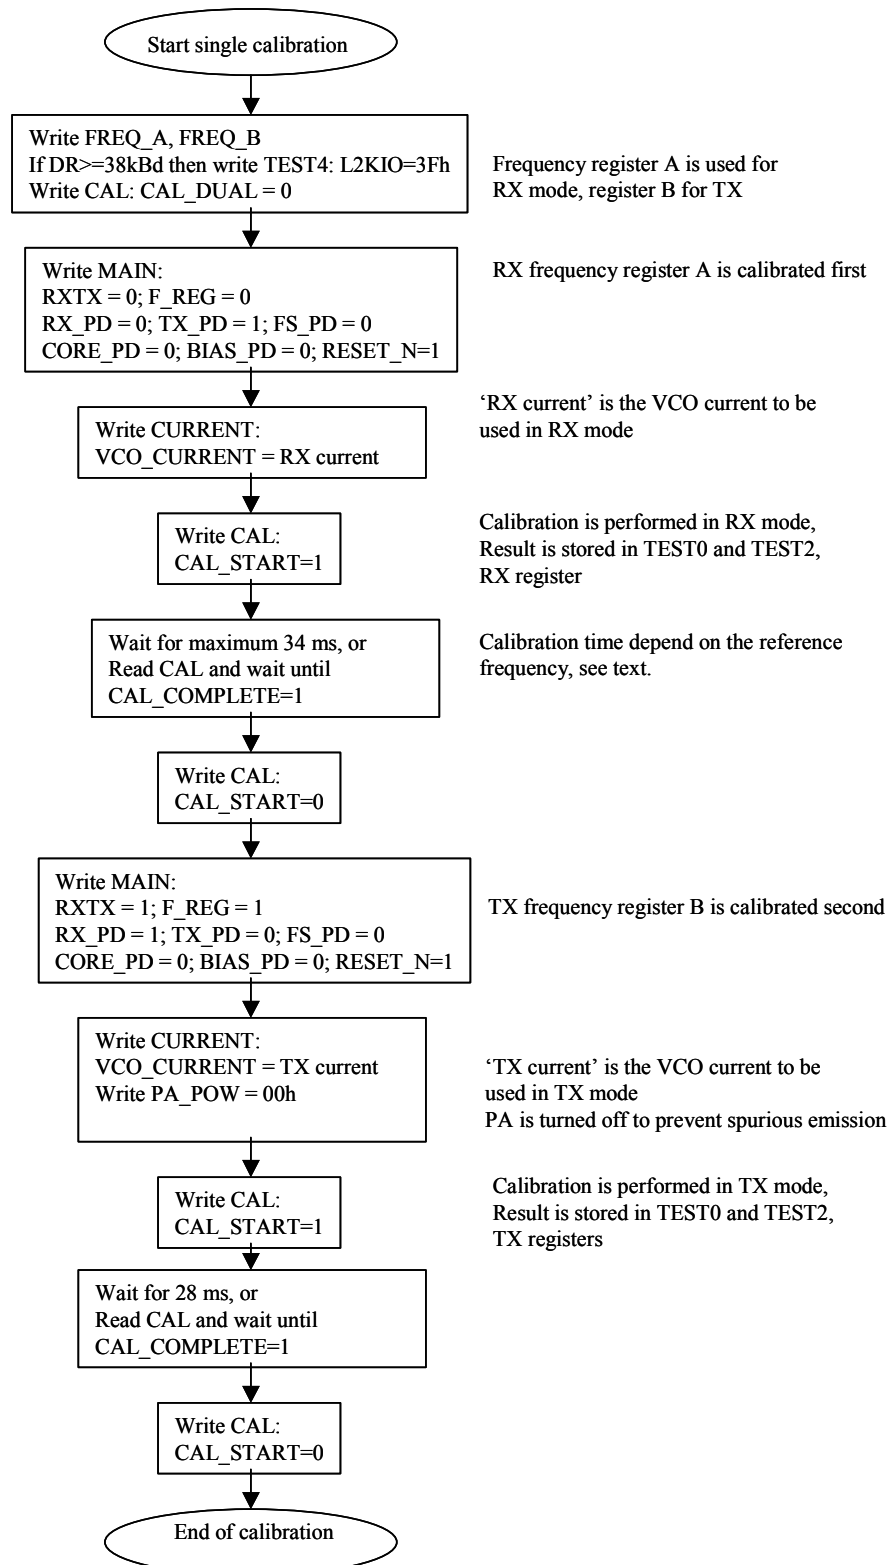 Start single calibration
Write FREQ_A, FREQ_B
If DR>=38kBd then write TEST4: L2KIO=3Fh
Write CAL: CAL_DUAL = 0
Frequency register A is used for
RX mode, register B for TX
Write MAIN:
RXTX = 0; F_REG = 0
RX_PD = 0; TX_PD = 1; FS_PD = 0
CORE_PD = 0; BIAS_PD = 0; RESET_N=1
RX frequency register A is calibrated first
Write CURRENT:
VCO_CURRENT = RX current
‘RX current’ is the VCO current to be
used in RX mode
Write CAL:
CAL_START=1
Calibration is performed in RX mode,
Result is stored in TEST0 and TEST2,
RX register
Wait for maximum 34 ms, or
Read CAL and wait until
CAL_COMPLETE=1
Calibration time depend on the reference
frequency, see text.
Write CAL:
CAL_START=0
Write MAIN:
RXTX = 1; F_REG = 1
RX_PD = 1; TX_PD = 0; FS_PD = 0
CORE_PD = 0; BIAS_PD = 0; RESET_N=1
TX frequency register B is calibrated second
Write CURRENT:
VCO_CURRENT = TX current
Write PA_POW = 00h
‘TX current’ is the VCO current to be
used in TX mode
PA is turned off to prevent spurious emission
Write CAL:
CAL_START=1
Calibration is performed in TX mode,
Result is stored in TEST0 and TEST2,
TX registers
Wait for 28 ms, or
Read CAL and wait until
CAL_COMPLETE=1
Write CAL:
CAL_START=0
End of calibration